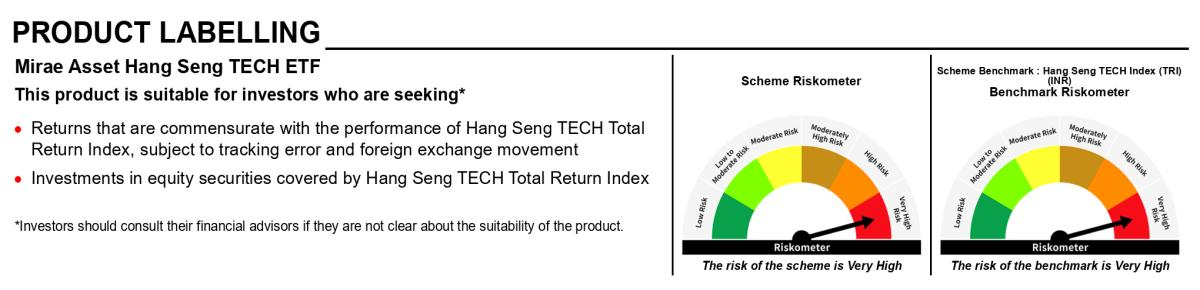 PRODUCT LABELLING
Mirae Asset Hang Seng TECH ETF
This product is suitable for investors who are seeking*
• Returns that are commensurate with the performance of Hang Seng TECH Total
Return Index, subject to tracking error and foreign exchange movement
• Investments in equity securities covered by Hang Seng TECH Total Return Index
*Investors should consult their financial advisors if they are not clear about the suitability of the product.
Scheme Riskometer
Low Risk
Low to
Moderate Risk
Moderate Risk
Moderately
High Risk
High Risk
Very High
Risk
Riskometer
The risk of the scheme is Very High
Scheme Benchmark : Hang Seng TECH Index (TRI)
(INR)
Benchmark Riskometer
Low Risk
Low to
Moderate Risk
Moderate Risk
Moderately
High Risk
High Risk
Very High
Risk
Riskometer
The risk of the benchmark is Very High